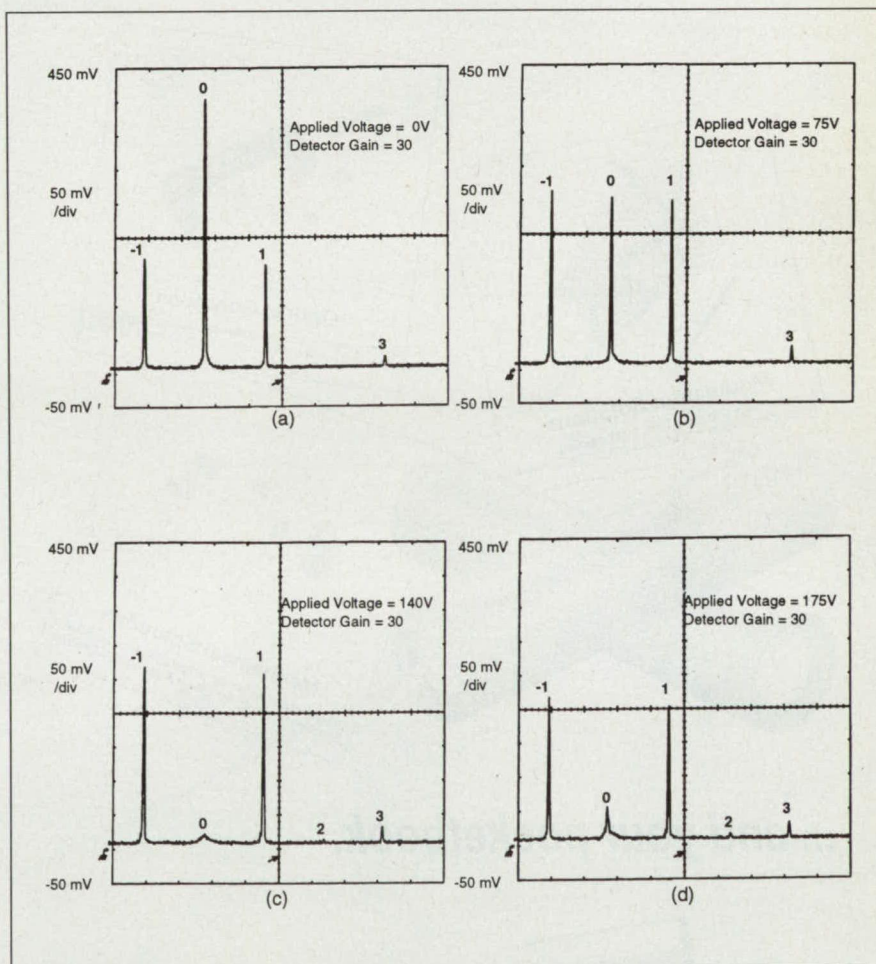 450 mV
0
Applied Voltage = 0V
Detector Gain = 30
50 mV
/div
-1
1
3
-50 mV
(a)
450 mV
Applied Voltage = 75V
Detector Gain = 30
50 mV
/div
-1
0
1
3
-50 mV
(b)
450 mV
Applied Voltage = 140V
Detector Gain = 30
-1
1
50 mV
/div
0
2
3
-50 mV
(c)
450 mV
Applied Voltage = 175V
Detector Gain = 30
50 mV
/div
-1
1
0
2
3
-50 mV
(d)